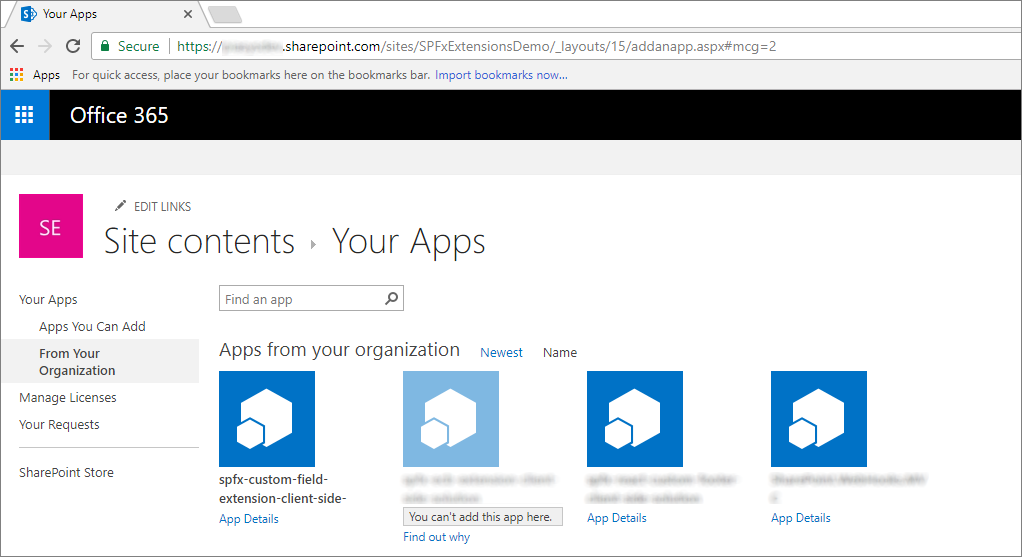 Your Apps
Secure
https://
.sharepoint.com/sites/SPFxExtensionsDemo/_layouts/15/addanapp.aspx#mcg=2
Apps
For quick access, place your bookmarks here on the bookmarks bar. Import bookmarks now...
Office 365
SE
EDIT LINKS
Site contents
Your Apps
Your Apps
Apps You Can Add
From Your
Organization
Manage Licenses
Your Requests
SharePoint Store
Find an app
Apps from your organization
Newest
Name
spfx-custom-field-
extension-client-side-
App Details
You can't add this app here.
Find out why
App Details
App Details